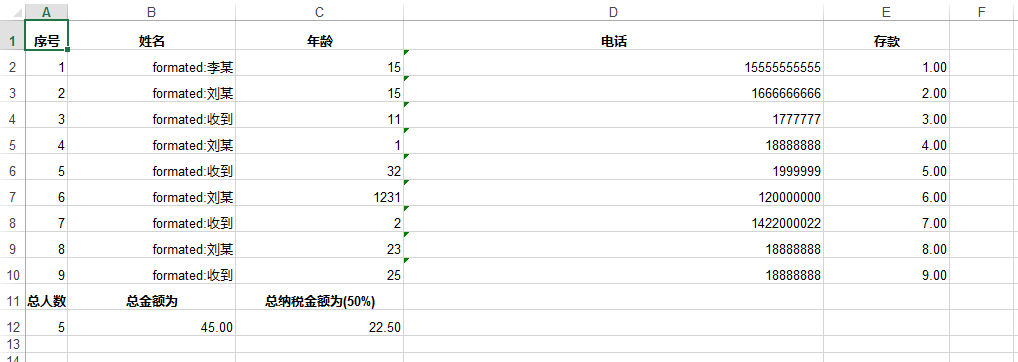 A B C D E F
1 序号 姓名 年龄 电话 存款
2 1 formated:李某 15 15555555555 1.00
3 2 formated:刘某 15 1666666666 2.00
4 3 formated:收到 11 1777777 3.00
5 4 formated:刘某 1 18888888 4.00
6 5 formated:收到 32 1999999 5.00
7 6 formated:刘某 1231 120000000 6.00
8 7 formated:收到 2 1422000022 7.00
9 8 formated:刘某 23 18888888 8.00
10 9 formated:收到 25 18888888 9.00
11 总人数 总金额为 总纳税金额为(50%)
12 5 45.00 22.50
13
14